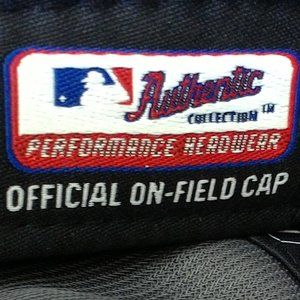 Authentic
COLLECTION™
PERFORMANCE HEADWEAR
OFFICIAL ON-FIELD CAP